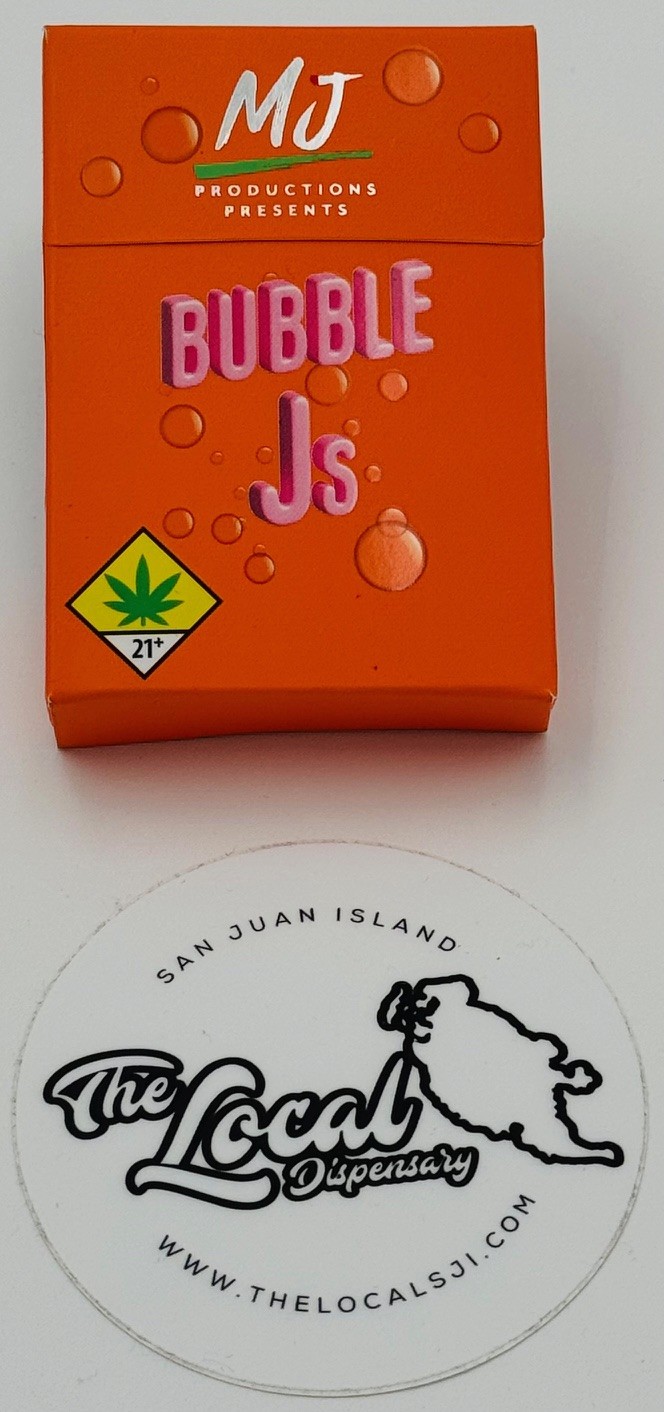 MJ
PRODUCTIONS
PRESENTS
BUBBLE
Js
21+
SAN JUAN ISLAND
The Local
Dispensary
WWW.THELOCALSJI.COM